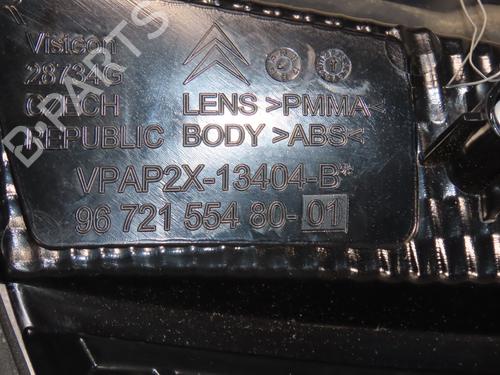 Visteon
28734G
CZECH LENS >PMMA<
REPUBLIC BODY >ABS<
VPAP2X-13404-B*
96 721 554 80-01
B-PARTS